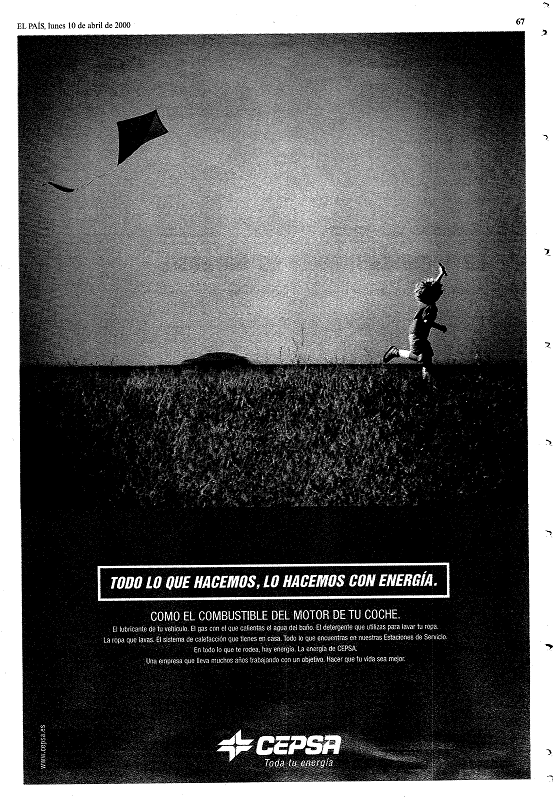 EL PAÍS, lunes 10 de abril de 2000
67
TODO LO QUE HACEMOS, LO HACEMOS CON ENERGÍA.
COMO EL COMBUSTIBLE DEL MOTOR DE TU COCHE.
El lubricante de tu vehículo. El gas con el que calientas el agua del baño. El detergente que utilizas para lavar tu ropa.
La ropa que lavas. El sistema de calefacción que tienes en casa. Todo lo que encuentras en nuestras Estaciones de Servicio.
En todo lo que te rodea, hay energía. La energía de CEPSA.
Una empresa que lleva muchos años trabajando con un objetivo. Hacer que tu vida sea mejor.
www.cepsa.es
CEPSA
Toda tu energía